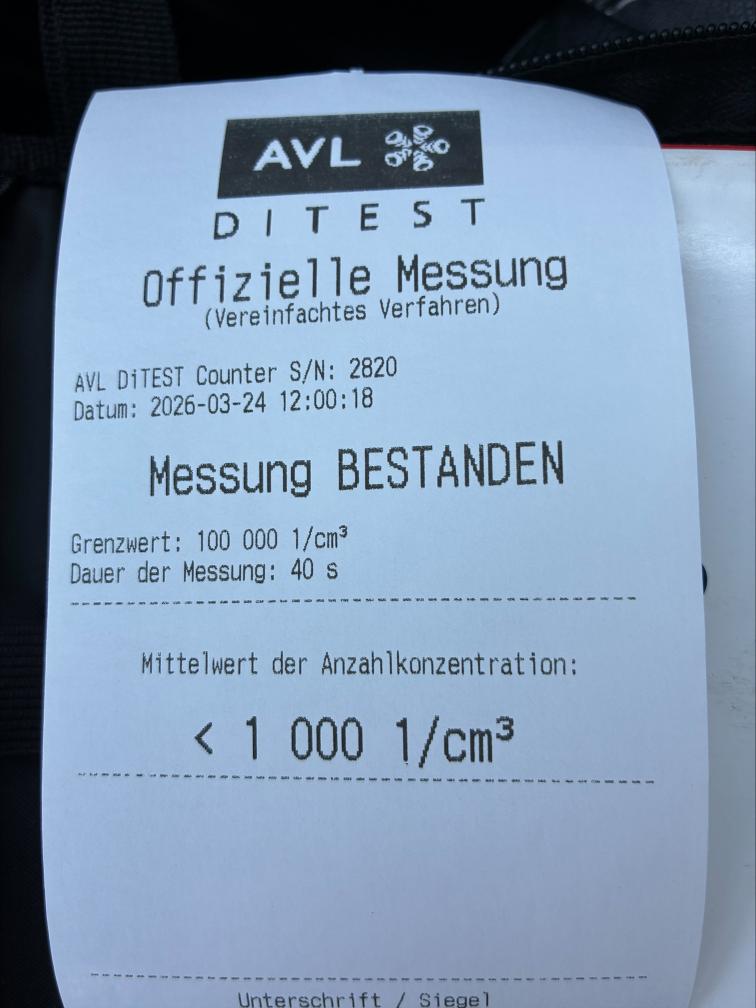 AVL
DITEST
Offizielle Messung
(Vereinfachtes Verfahren)
AVL DiTEST Counter S/N: 2820
Datum: 2026-03-24 12:00:18
Messung BESTANDEN
Grenzwert: 100 000 1/cm³
Dauer der Messung: 40 s
Mittelwert der Anzahlkonzentration:
< 1 000 1/cm³
Unterschrift / Siegel